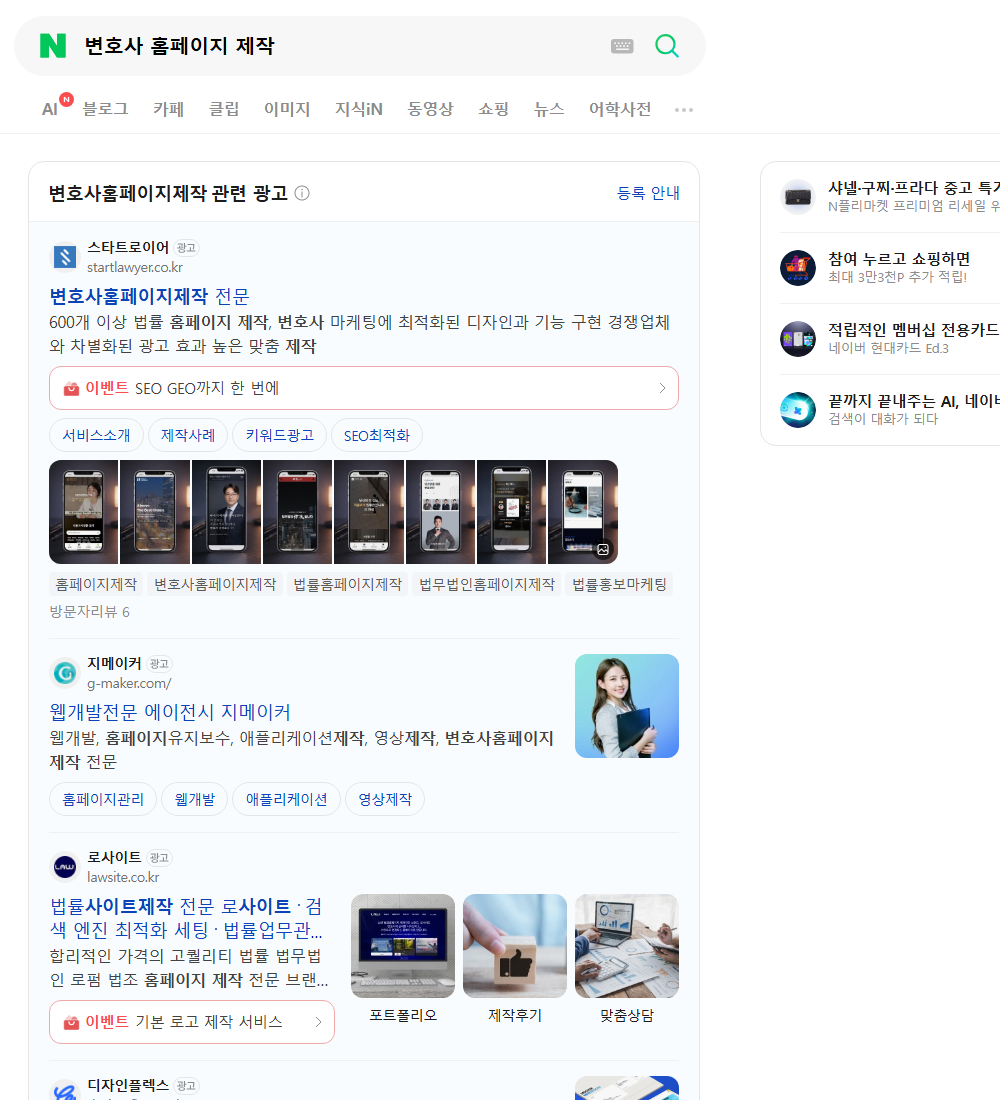 변호사 홈페이지 제작
AI N 블로그 카페 클립 이미지 지식iN 동영상 쇼핑 뉴스 어학사전
변호사홈페이지제작 관련 광고 등록 안내
스타트로이어 광고
startlawyer.co.kr
변호사홈페이지제작 전문
600개 이상 법률 홈페이지 제작, 변호사 마케팅에 최적화된 디자인과 기능 구현 경쟁업체
와 차별화된 광고 효과 높은 맞춤 제작
이벤트 SEO GEO까지 한 번에
서비스소개 제작사례 키워드광고 SEO최적화
홈페이지제작 변호사홈페이지제작 법률홈페이지제작 법무법인홈페이지제작 법률홍보마케팅
방문자리뷰 6
지메이커 광고
g-maker.com/
웹개발전문 에이전시 지메이커
웹개발, 홈페이지유지보수, 애플리케이션제작, 영상제작, 변호사홈페이지
제작 전문
홈페이지관리 웹개발 애플리케이션 영상제작
LAW
로사이트 광고
lawsite.co.kr
법률사이트제작 전문 로사이트 · 검
색 엔진 최적화 세팅 · 법률업무관...
합리적인 가격의 고퀄리티 법률 법무법
인 로펌 법조 홈페이지 제작 전문 브랜...
이벤트 기본 로고 제작 서비스
포트폴리오 제작후기 맞춤상담
디자인플렉스 광고
샤넬·구찌·프라다 중고 특가
N플리마켓 프리미엄 리세일
참여 누르고 쇼핑하면
최대 3만3천P 추가 적립!
적립적인 멤버십 전용카드
네이버 현대카드 Ed.3
끝까지 끝내주는 AI,
검색이 대화가 되다